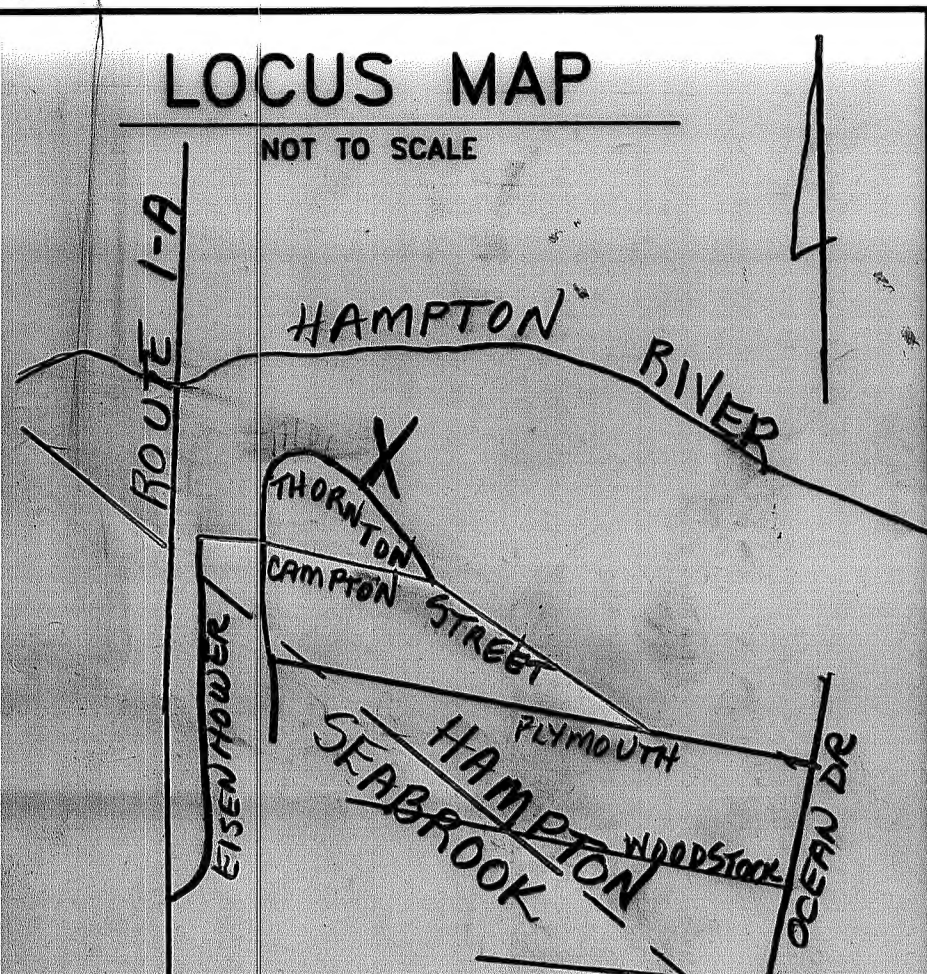 LOCUS MAP
NOT TO SCALE
ROUTE 1-A
HAMPTON
RIVER
X
THORNTON
CAMPTON STREET
EISENHOWER
PLYMOUTH
HAMPTON
SEABROOK
WOODSTOCK
OCEAN DR